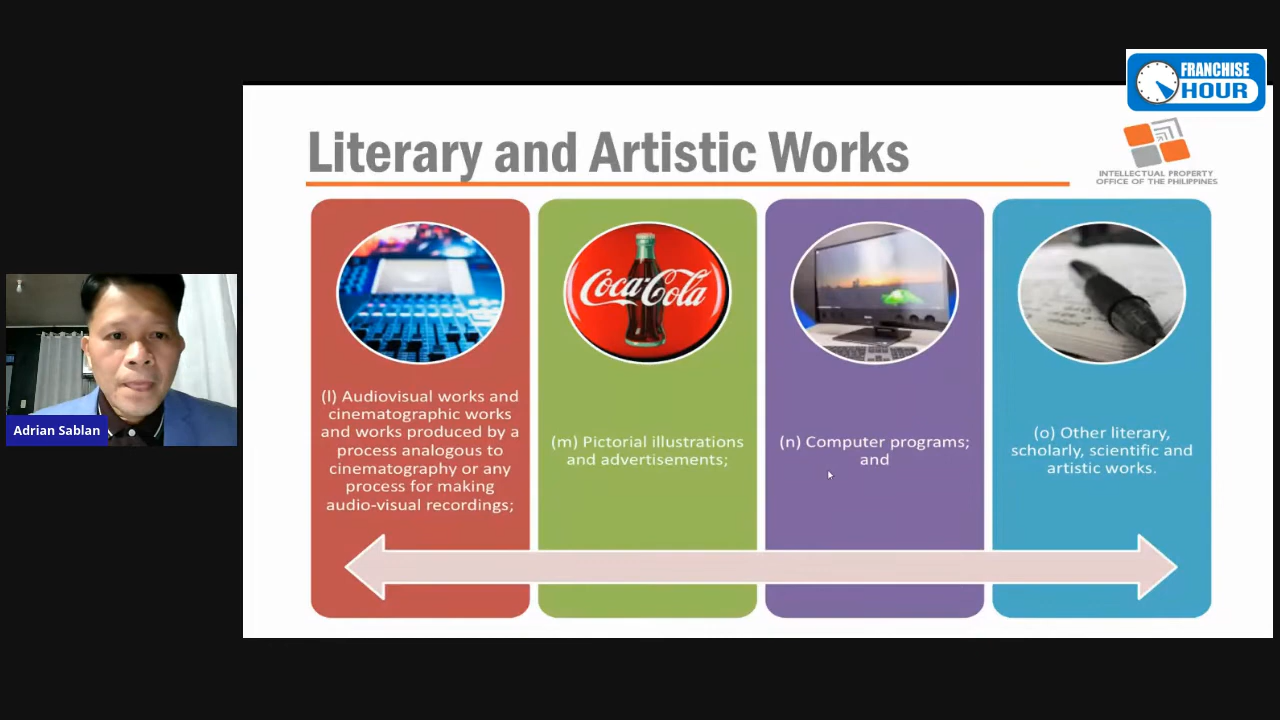 FRANCHISE
HOUR
Literary and Artistic Works
INTELLECTUAL PROPERTY
OFFICE OF THE PHILIPPINES
Coca-Cola
(l) Audiovisual works and
cinematographic works
and works produced by a
process analogous to
cinematography or any
process for making
audio-visual recordings;
(m) Pictorial illustrations
and advertisements;
(n) Computer programs;
and
(o) Other literary,
scholarly, scientific and
artistic works.
Adrian Sablan